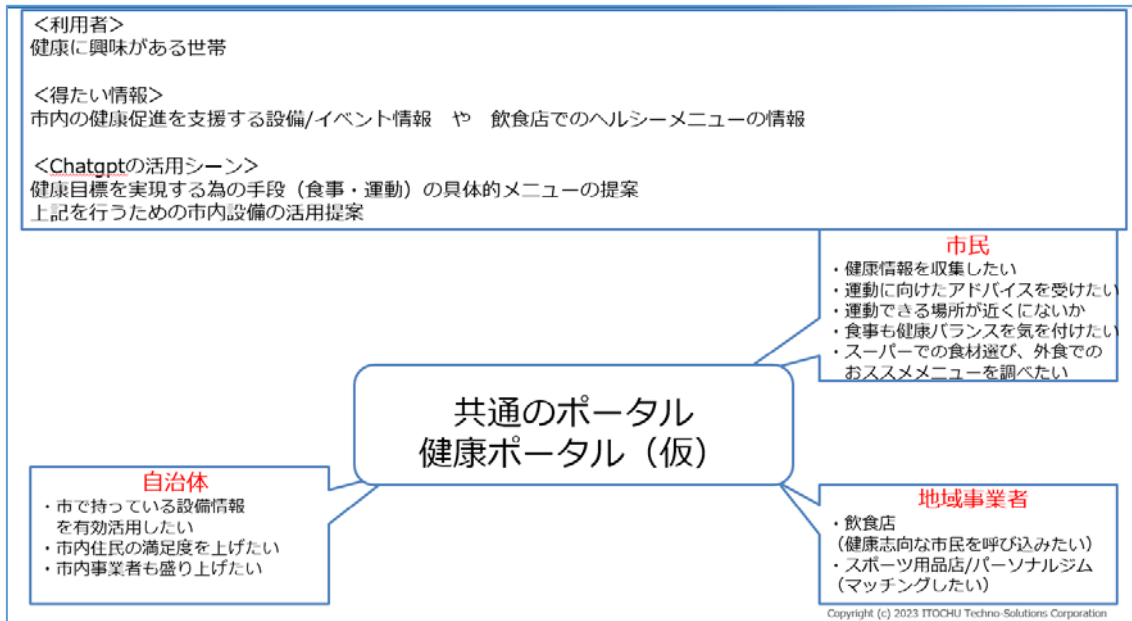 ＜利用者＞
健康に興味がある世帯
＜得たい情報＞
市内の健康促進を支援する設備/イベント情報　や　飲食店でのヘルシーメニューの情報
＜Chatgptの活用シーン＞
健康目標を実現する為の手段（食事・運動）の具体的メニューの提案
上記を行うための市内設備の活用提案
市民
・健康情報を収集したい
・運動に向けたアドバイスを受けたい
・運動できる場所が近くにないか
・食事も健康バランスを気を付けたい
・スーパーでの食材選び、外食での
おススメメニューを調べたい
共通のポータル
健康ポータル（仮）
自治体
・市で持っている設備情報
を有効活用したい
・市内住民の満足度を上げたい
・市内事業者も盛り上げたい
地域事業者
・飲食店
（健康志向な市民を呼び込みたい）
・スポーツ用品店/パーソナルジム
（マッチングしたい）
Copyright (c) 2023 ITOCHU Techno-Solutions Corporation